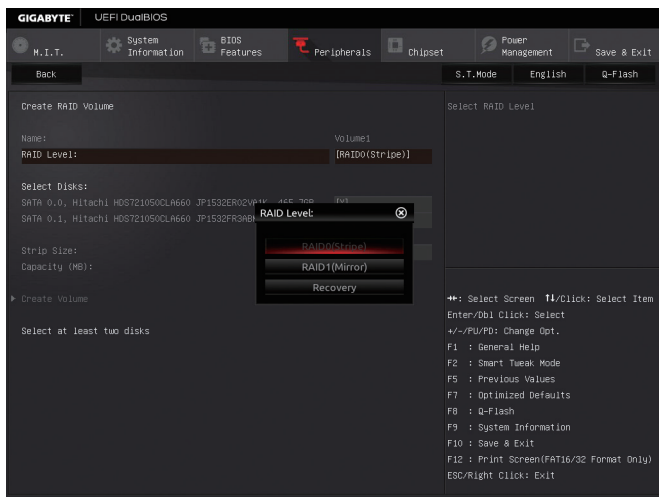 GIGABYTE™ UEFI DualBIOS
M.I.T. System Information BIOS Features Peripherals Chipset Power Management Save & Exit
Back S.T.Mode English Q-Flash
Create RAID Volume Select RAID Level
Name: Volume1
RAID Level: [RAID0(Stripe)]
Select Disks:
SATA 0.0, Hitachi HDS721050CLA660 JP1532ER02VA1K 465.7GB [Y]
SATA 0.1, Hitachi HDS721050CLA660
RAID Level:
RAID0(Stripe)
RAID1(Mirror)
Recovery
Strip Size:
Capacity (MB):
Create Volume
Select at least two disks
: Select Screen ↑↓/Click: Select Item
Enter/Dbl Click: Select
+/-/PU/PD: Change Opt.
F1 : General Help
F2 : Smart Tweak Mode
F5 : Previous Values
F7 : Optimized Defaults
F8 : Q-Flash
F9 : System Information
F10 : Save & Exit
F12 : Print Screen(FAT16/32 Format Only)
ESC/Right Click: Exit